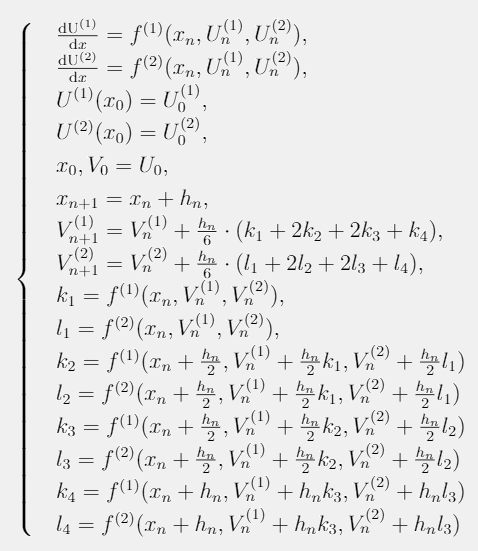 \frac{\mathrm{dU}^{(1)}}{\mathrm{d}x} = f^{(1)}(x_n, U_n^{(1)}, U_n^{(2)}),
\frac{\mathrm{dU}^{(2)}}{\mathrm{d}x} = f^{(2)}(x_n, U_n^{(1)}, U_n^{(2)}),
U^{(1)}(x_0) = U_0^{(1)},
U^{(2)}(x_0) = U_0^{(2)},
x_0, V_0 = U_0,
x_{n+1} = x_n + h_n,
V_{n+1}^{(1)} = V_n^{(1)} + \frac{h_n}{6} \cdot (k_1 + 2k_2 + 2k_3 + k_4),
V_{n+1}^{(2)} = V_n^{(2)} + \frac{h_n}{6} \cdot (l_1 + 2l_2 + 2l_3 + l_4),
k_1 = f^{(1)}(x_n, V_n^{(1)}, V_n^{(2)}),
l_1 = f^{(2)}(x_n, V_n^{(1)}, V_n^{(2)}),
k_2 = f^{(1)}(x_n + \frac{h_n}{2}, V_n^{(1)} + \frac{h_n}{2}k_1, V_n^{(2)} + \frac{h_n}{2}l_1)
l_2 = f^{(2)}(x_n + \frac{h_n}{2}, V_n^{(1)} + \frac{h_n}{2}k_1, V_n^{(2)} + \frac{h_n}{2}l_1)
k_3 = f^{(1)}(x_n + \frac{h_n}{2}, V_n^{(1)} + \frac{h_n}{2}k_2, V_n^{(2)} + \frac{h_n}{2}l_2)
l_3 = f^{(2)}(x_n + \frac{h_n}{2}, V_n^{(1)} + \frac{h_n}{2}k_2, V_n^{(2)} + \frac{h_n}{2}l_2)
k_4 = f^{(1)}(x_n + h_n, V_n^{(1)} + h_nk_3, V_n^{(2)} + h_nl_3)
l_4 = f^{(2)}(x_n + h_n, V_n^{(1)} + h_nk_3, V_n^{(2)} + h_nl_3)